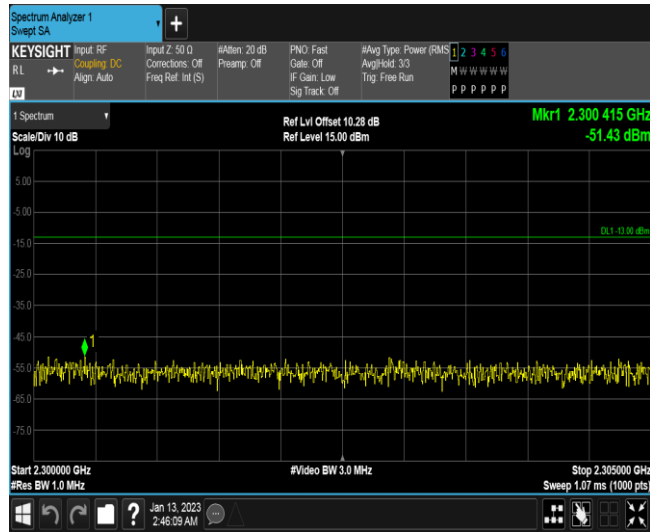 Spectrum Analyzer 1
Swept SA
+
KEYSIGHT
RL
LXI
Input: RF
Coupling: DC
Align: Auto
Input Z: 50 Ω
Corrections: Off
Freq Ref: Int (S)
#Atten: 20 dB
Preamp: Off
PNO: Fast
Gate: Off
IF Gain: Low
Sig Track: Off
#Avg Type: Power (RMS
Avg|Hold: 3/3
Trig: Free Run
1 2 3 4 5 6
M W W W W W
P P P P P P
1 Spectrum
Scale/Div 10 dB
Log
Ref Lvl Offset 10.28 dB
Ref Level 15.00 dBm
Mkr1 2.300 415 GHz
-51.43 dBm
5.00
-5.00
DL1 -13.00 dBm
-15.0
-25.0
-35.0
-45.0
1
-55.0
-65.0
-75.0
Start 2.300000 GHz
#Res BW 1.0 MHz
#Video BW 3.0 MHz
Stop 2.305000 GHz
Sweep 1.07 ms (1000 pts)
?
Jan 13, 2023
2:46:09 AM